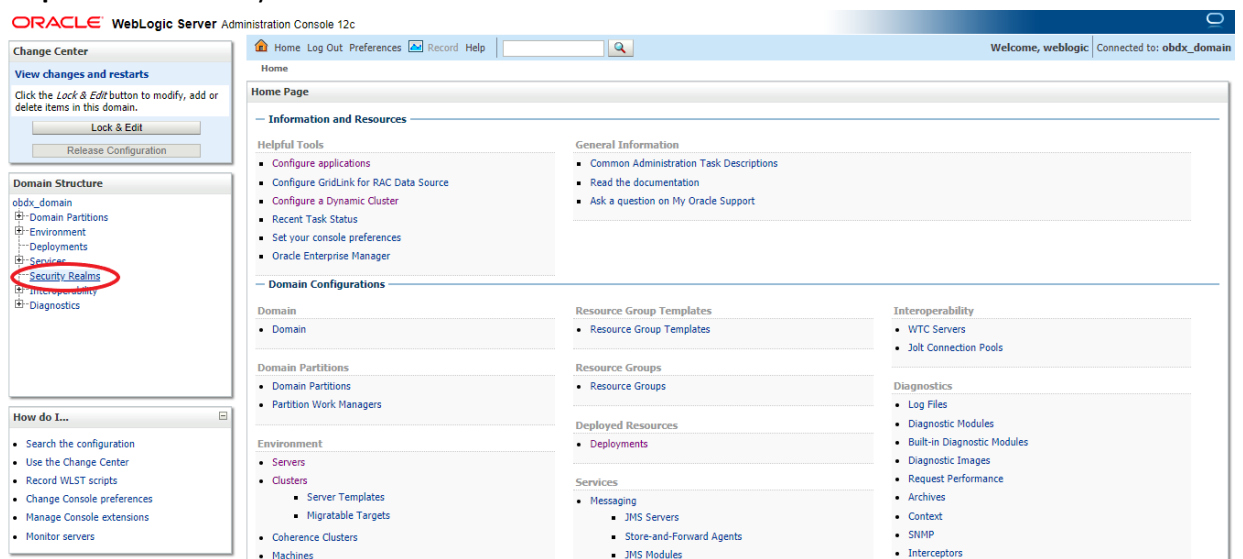 ORACLE WebLogic Server Administration Console 12c
Change Center
View changes and restarts
Click the Lock & Edit button to modify, add or
delete items in this domain.
Lock & Edit
Release Configuration
Domain Structure
obdx_domain
Domain Partitions
Environment
Deployments
Services
Security Realms
Interoperability
Diagnostics
How do I...
Search the configuration
Use the Change Center
Record WLST scripts
Change Console preferences
Manage Console extensions
Monitor servers
Home Log Out Preferences Record Help
Welcome, weblogic Connected to: obdx_domain
Home
Home Page
Information and Resources
Helpful Tools
Configure applications
Configure GridLink for RAC Data Source
Configure a Dynamic Cluster
Recent Task Status
Set your console preferences
Oracle Enterprise Manager
General Information
Common Administration Task Descriptions
Read the documentation
Ask a question on My Oracle Support
Domain Configurations
Domain
Domain
Domain Partitions
Domain Partitions
Partition Work Managers
Environment
Servers
Clusters
Server Templates
Migratable Targets
Coherence Clusters
Machines
Resource Group Templates
Resource Group Templates
Resource Groups
Resource Groups
Deployed Resources
Deployments
Services
Messaging
JMS Servers
Store-and-Forward Agents
JMS Modules
Interoperability
WTC Servers
Jolt Connection Pools
Diagnostics
Log Files
Diagnostic Modules
Built-in Diagnostic Modules
Diagnostic Images
Request Performance
Archives
Context
SNMP
Interceptors